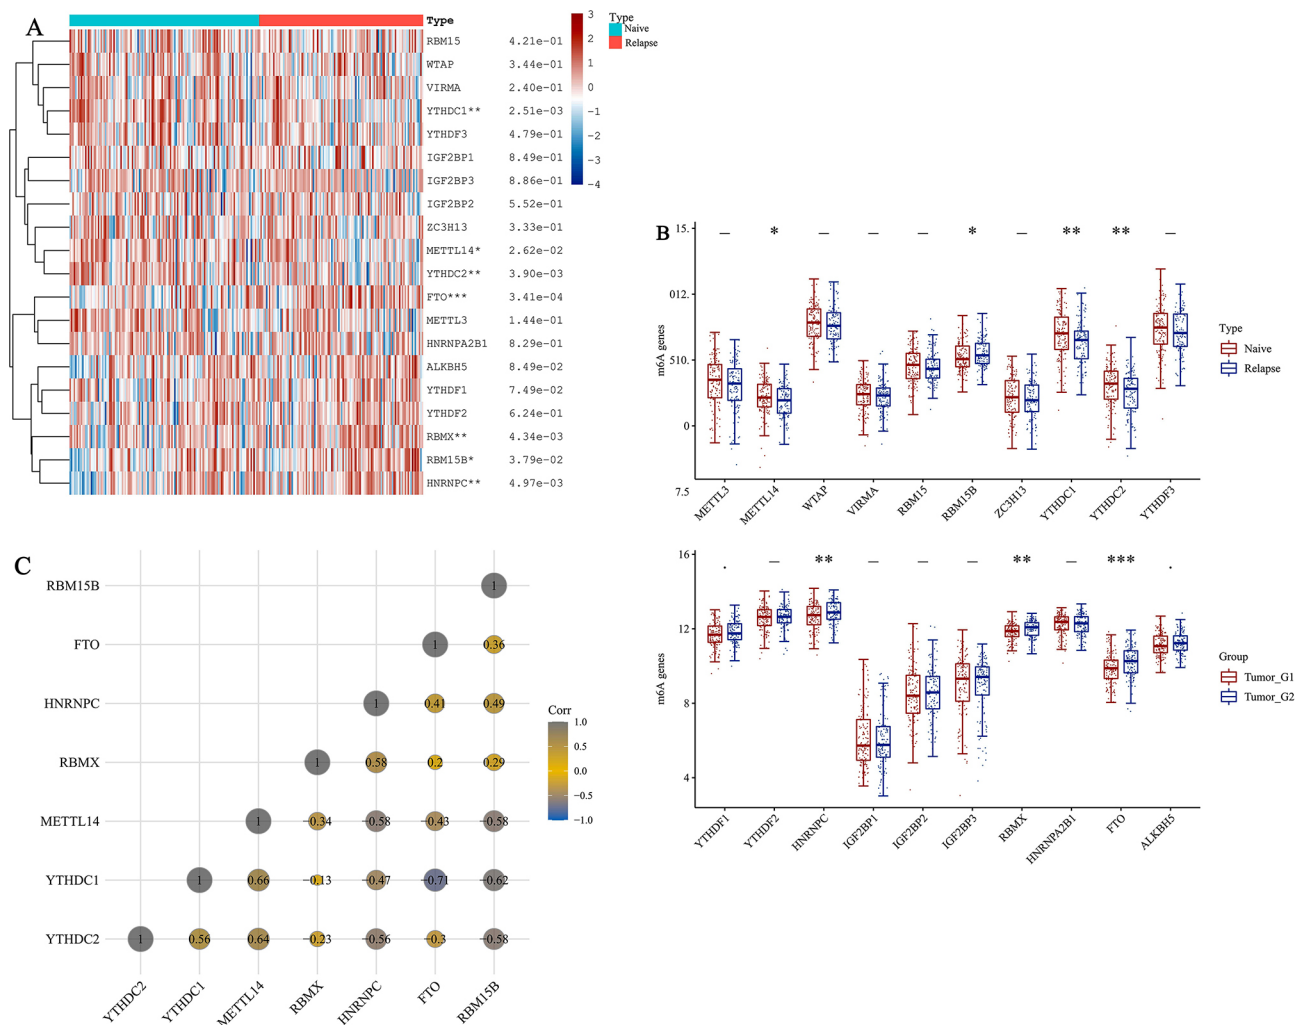 A
Type
3
2
1
0
−1
−2
−3
−4
Type
Naive
Relapse
RBM15 4.21e-01
WTAP 3.44e-01
VIRMA 2.40e-01
YTHDC1** 2.51e-03
YTHDF3 4.79e-01
IGF2BP1 8.49e-01
IGF2BP3 8.86e-01
IGF2BP2 5.52e-01
ZC3H13 3.33e-01
METTL14* 2.62e-02
YTHDC2** 3.90e-03
FTO*** 3.41e-04
METTL3 1.44e-01
HNRNPA2B1 8.29e-01
ALKBH5 8.49e-02
YTHDF1 7.49e-02
YTHDF2 6.24e-01
RBMX** 4.34e-03
RBM15B* 3.79e-02
HNRNPC** 4.97e-03
B
15.
012.
510.
0
7.5
m6A genes
— * — — — * — ** ** —
METTL3
METTL14
WTAP
VIRMA
RBM15
RBM15B
ZC3H13
YTHDC1
YTHDC2
YTHDF3
Type
Naive
Relapse
16
12
8
4
m6A genes
. — ** — — — ** — *** .
YTHDF1
YTHDF2
HNRNPC
IGF2BP1
IGF2BP2
IGF2BP3
RBMX
HNRNPA2B1
FTO
ALKBH5
Group
Tumor_G1
Tumor_G2
C
RBM15B 1
FTO 1 0.36
HNRNPC 1 0.41 0.49
RBMX 1 0.58 0.2 0.29
METTL14 1 −0.34 −0.58 −0.43 −0.58
YTHDC1 1 0.66 −0.13 −0.47 −0.71 −0.62
YTHDC2 1 0.56 0.64 −0.23 −0.56 −0.3 −0.58
YTHDC2
YTHDC1
METTL14
RBMX
HNRNPC
FTO
RBM15B
Corr
1.0
0.5
0.0
−0.5
−1.0